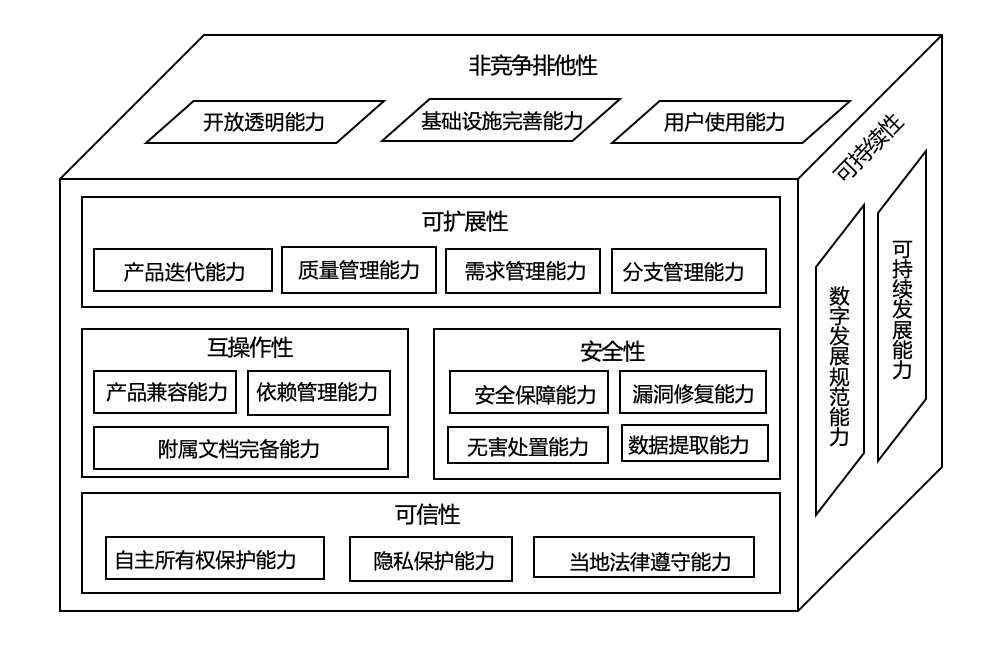 非竞争排他性
开放透明能力
基础设施完善能力
用户使用能力
可持续性
数字发展规范能力
可持续发展能力
可扩展性
产品迭代能力
质量管理能力
需求管理能力
分支管理能力
互操作性
产品兼容能力
依赖管理能力
附属文档完备能力
安全性
安全保障能力
漏洞修复能力
无害处置能力
数据提取能力
可信性
自主所有权保护能力
隐私保护能力
当地法律遵守能力